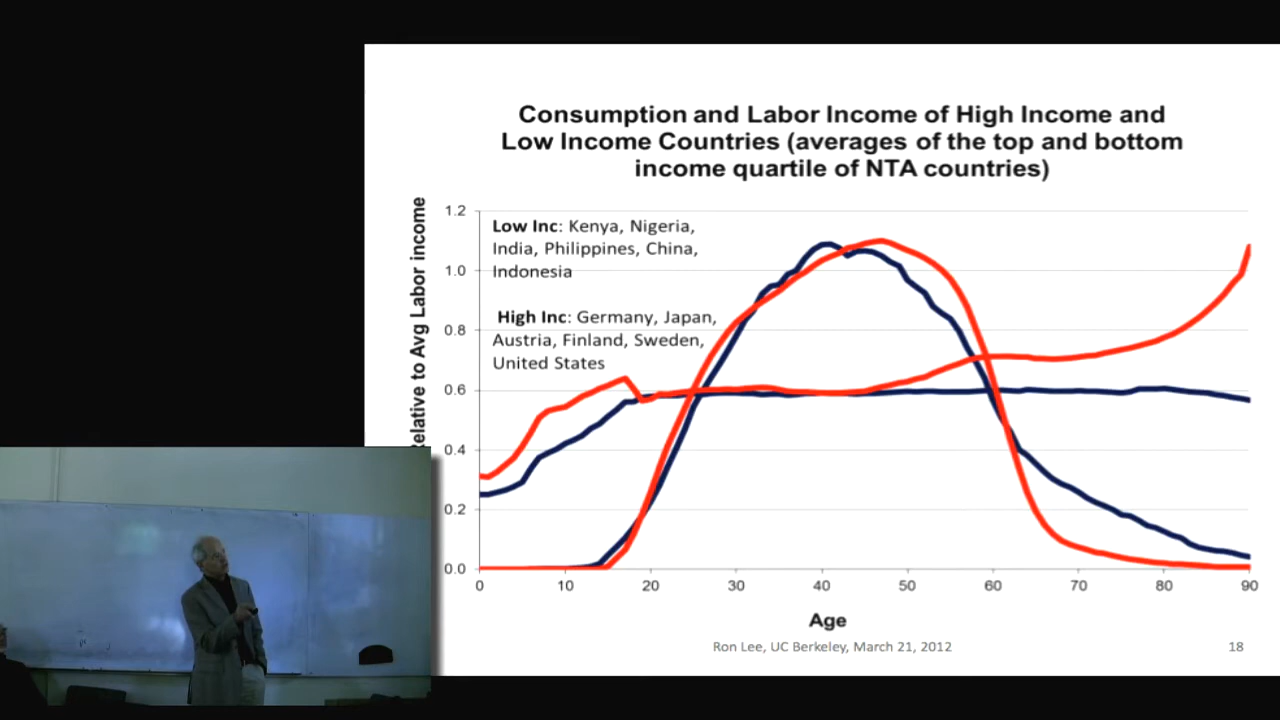 Consumption and Labor Income of High Income and
Low Income Countries (averages of the top and bottom
income quartile of NTA countries)
Relative to Avg Labor income
1.2
1.0
0.8
0.6
0.4
0.2
0.0
Low Inc: Kenya, Nigeria,
India, Philippines, China,
Indonesia
High Inc: Germany, Japan,
Austria, Finland, Sweden,
United States
0 10 20 30 40 50 60 70 80 90
Age
Ron Lee, UC Berkeley, March 21, 2012 18